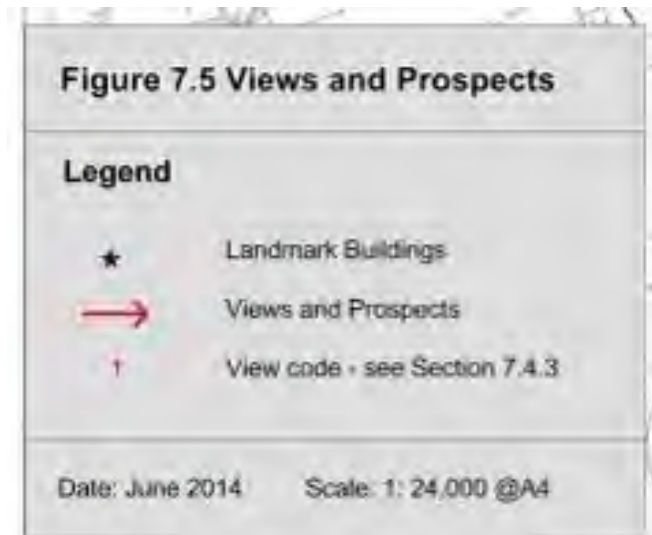 Figure 7.5 Views and Prospects
Legend
Landmark Buildings
Views and Prospects
1 View code - see Section 7.4.3
Date: June 2014 Scale: 1: 24,000 @A4